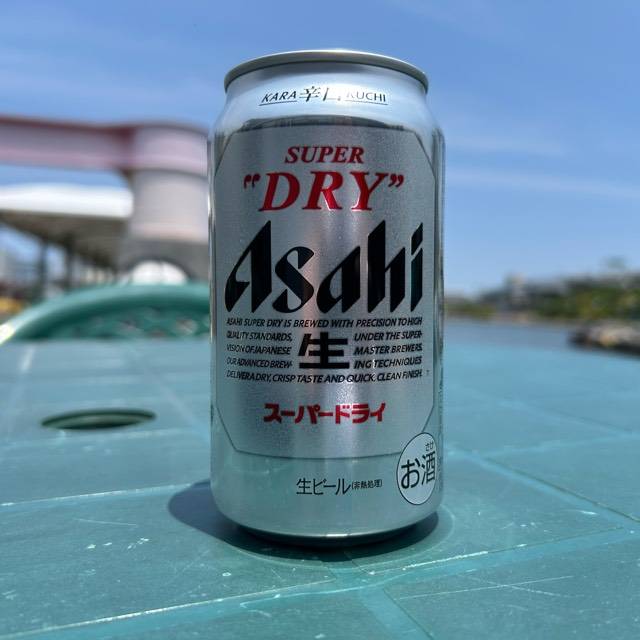 KARA 辛口 KUCHI
SUPER
"DRY"
Asahi
ASAHI SUPER DRY IS BREWED WITH PRECISION TO HIGH
QUALITY STANDARDS, UNDER THE SUPER-
VISION OF JAPANESE MASTER BREWERS.
OUR ADVANCED BREW- ING TECHNIQUES
DELIVER A DRY, CRISP TASTE AND QUICK, CLEAN FINISH.
生
スーパードライ
さけ
お酒
生ビール(非熱処理)